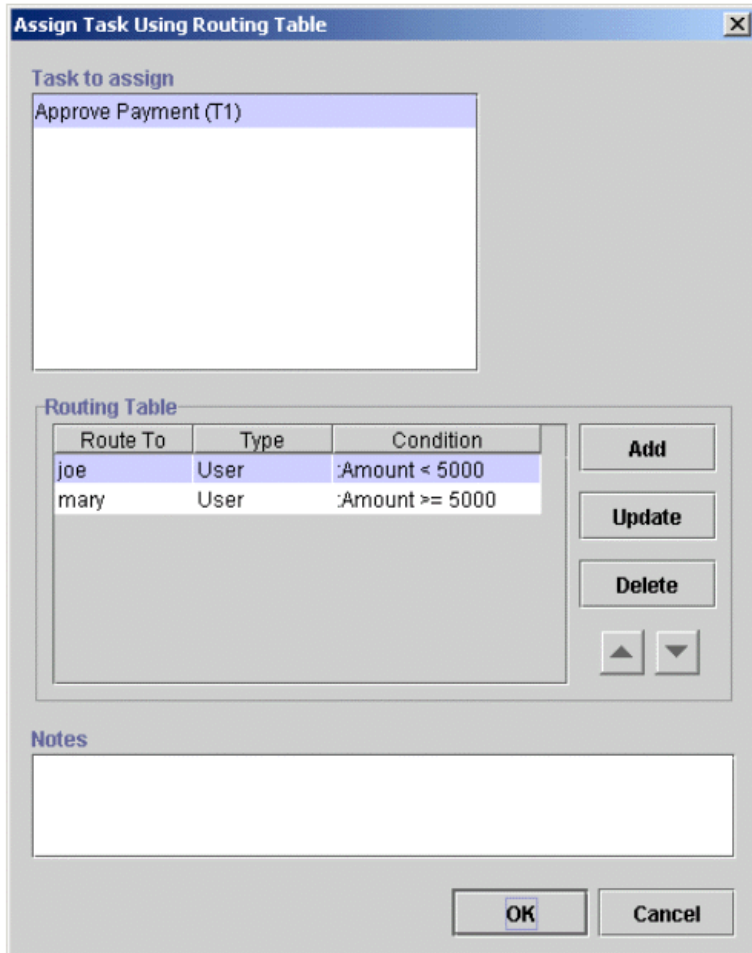 Assign Task Using Routing Table
Task to assign
Approve Payment (T1)
Routing Table
Route To Type Condition
joe User :Amount < 5000
mary User :Amount >= 5000
Add
Update
Delete
Notes
OK Cancel